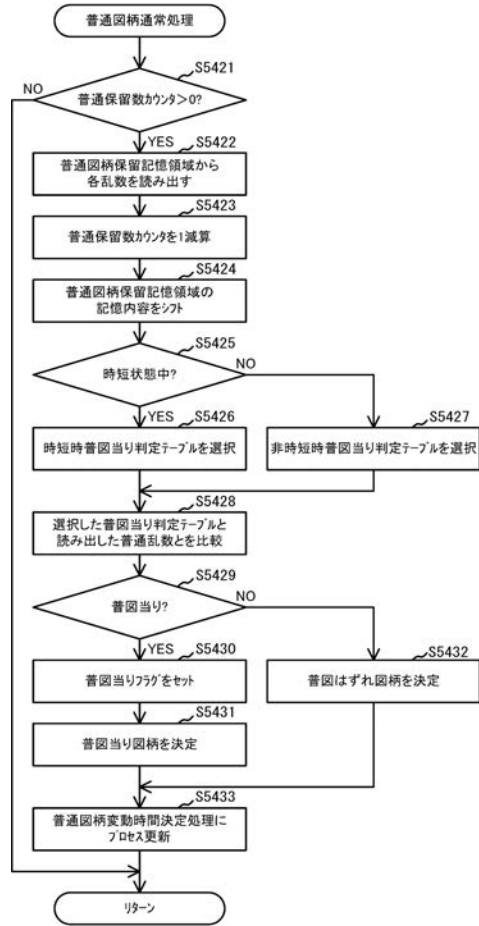 普通図柄通常処理
S5421
NO
普通保留数ｶｳﾝﾀ>0?
YES
S5422
普通図柄保留記憶領域から
各乱数を読み出す
S5423
普通保留数ｶｳﾝﾀを1減算
S5424
普通図柄保留記憶領域の
記憶内容をｼﾌﾄ
S5425
時短状態中?
NO
YES
S5426
S5427
時短時普図当り判定ﾃｰﾌﾞﾙを選択
非時短時普図当り判定ﾃｰﾌﾞﾙを選択
S5428
選択した普図当り判定ﾃｰﾌﾞﾙと
読み出した普通乱数とを比較
S5429
普図当り?
NO
YES
S5430
S5432
普図当りﾌﾗｸﾞをｾｯﾄ
普図はずれ図柄を決定
S5431
普図当り図柄を決定
S5433
普通図柄変動時間決定処理に
ﾌﾟﾛｾｽ更新
ﾘﾀｰﾝ